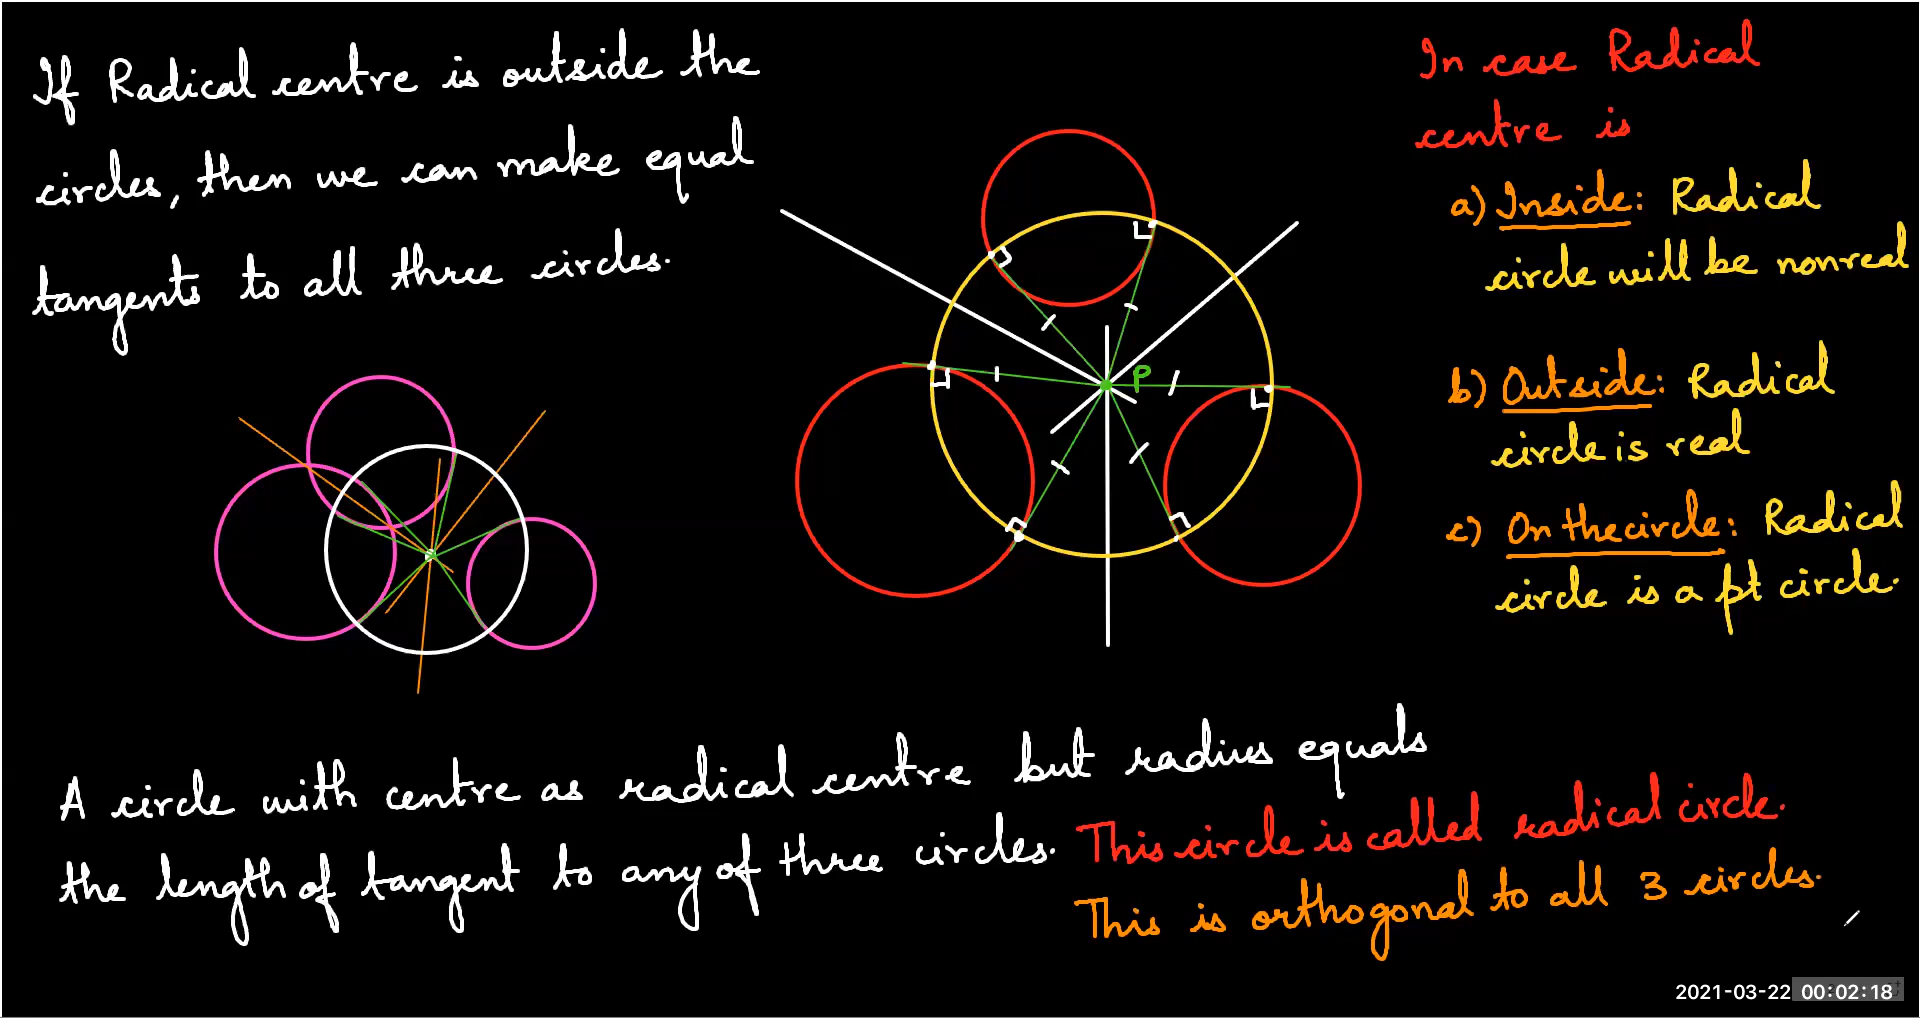 If Radical centre is outside the
circles, then we can make equal
tangents to all three circles.
In case Radical
centre is
a) Inside: Radical
circle will be nonreal
b) Outside: Radical
circle is real
c) On the circle: Radical
circle is a pt circle.
P
A circle with centre as radical centre but radius equals
the length of tangent to any of three circles.
This circle is called radical circle.
This is orthogonal to all 3 circles.
2021-03-22 00:02:18